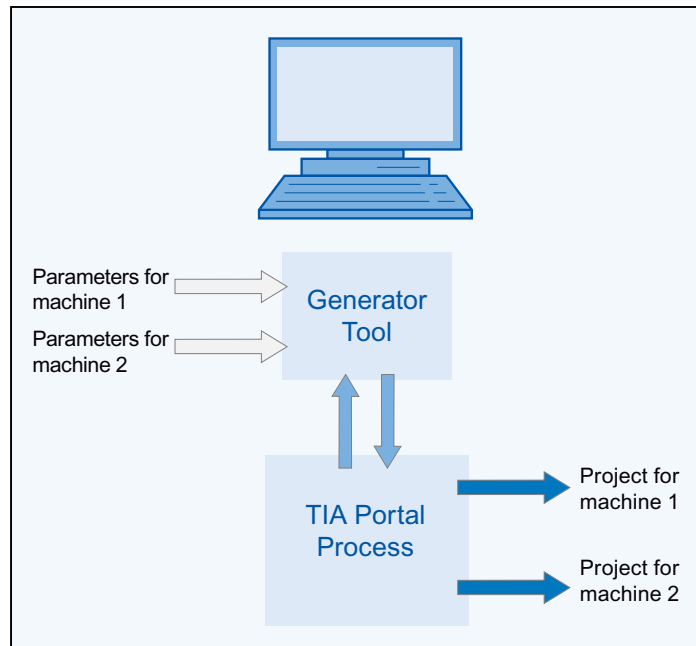 Parameters for
machine 1
Generator
Tool
Parameters for
machine 2
TIA Portal
Process
Project for
machine 1
Project for
machine 2